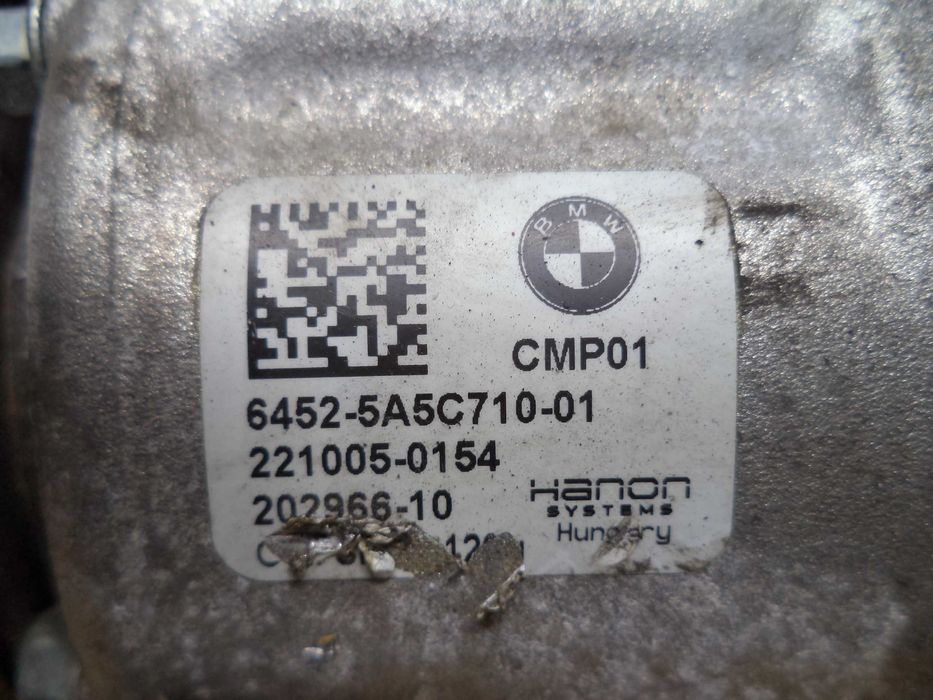 BMW
CMP01
6452-5A5C710-01
221005-0154
202966-10
Hanon
SYSTEMS
Hungary